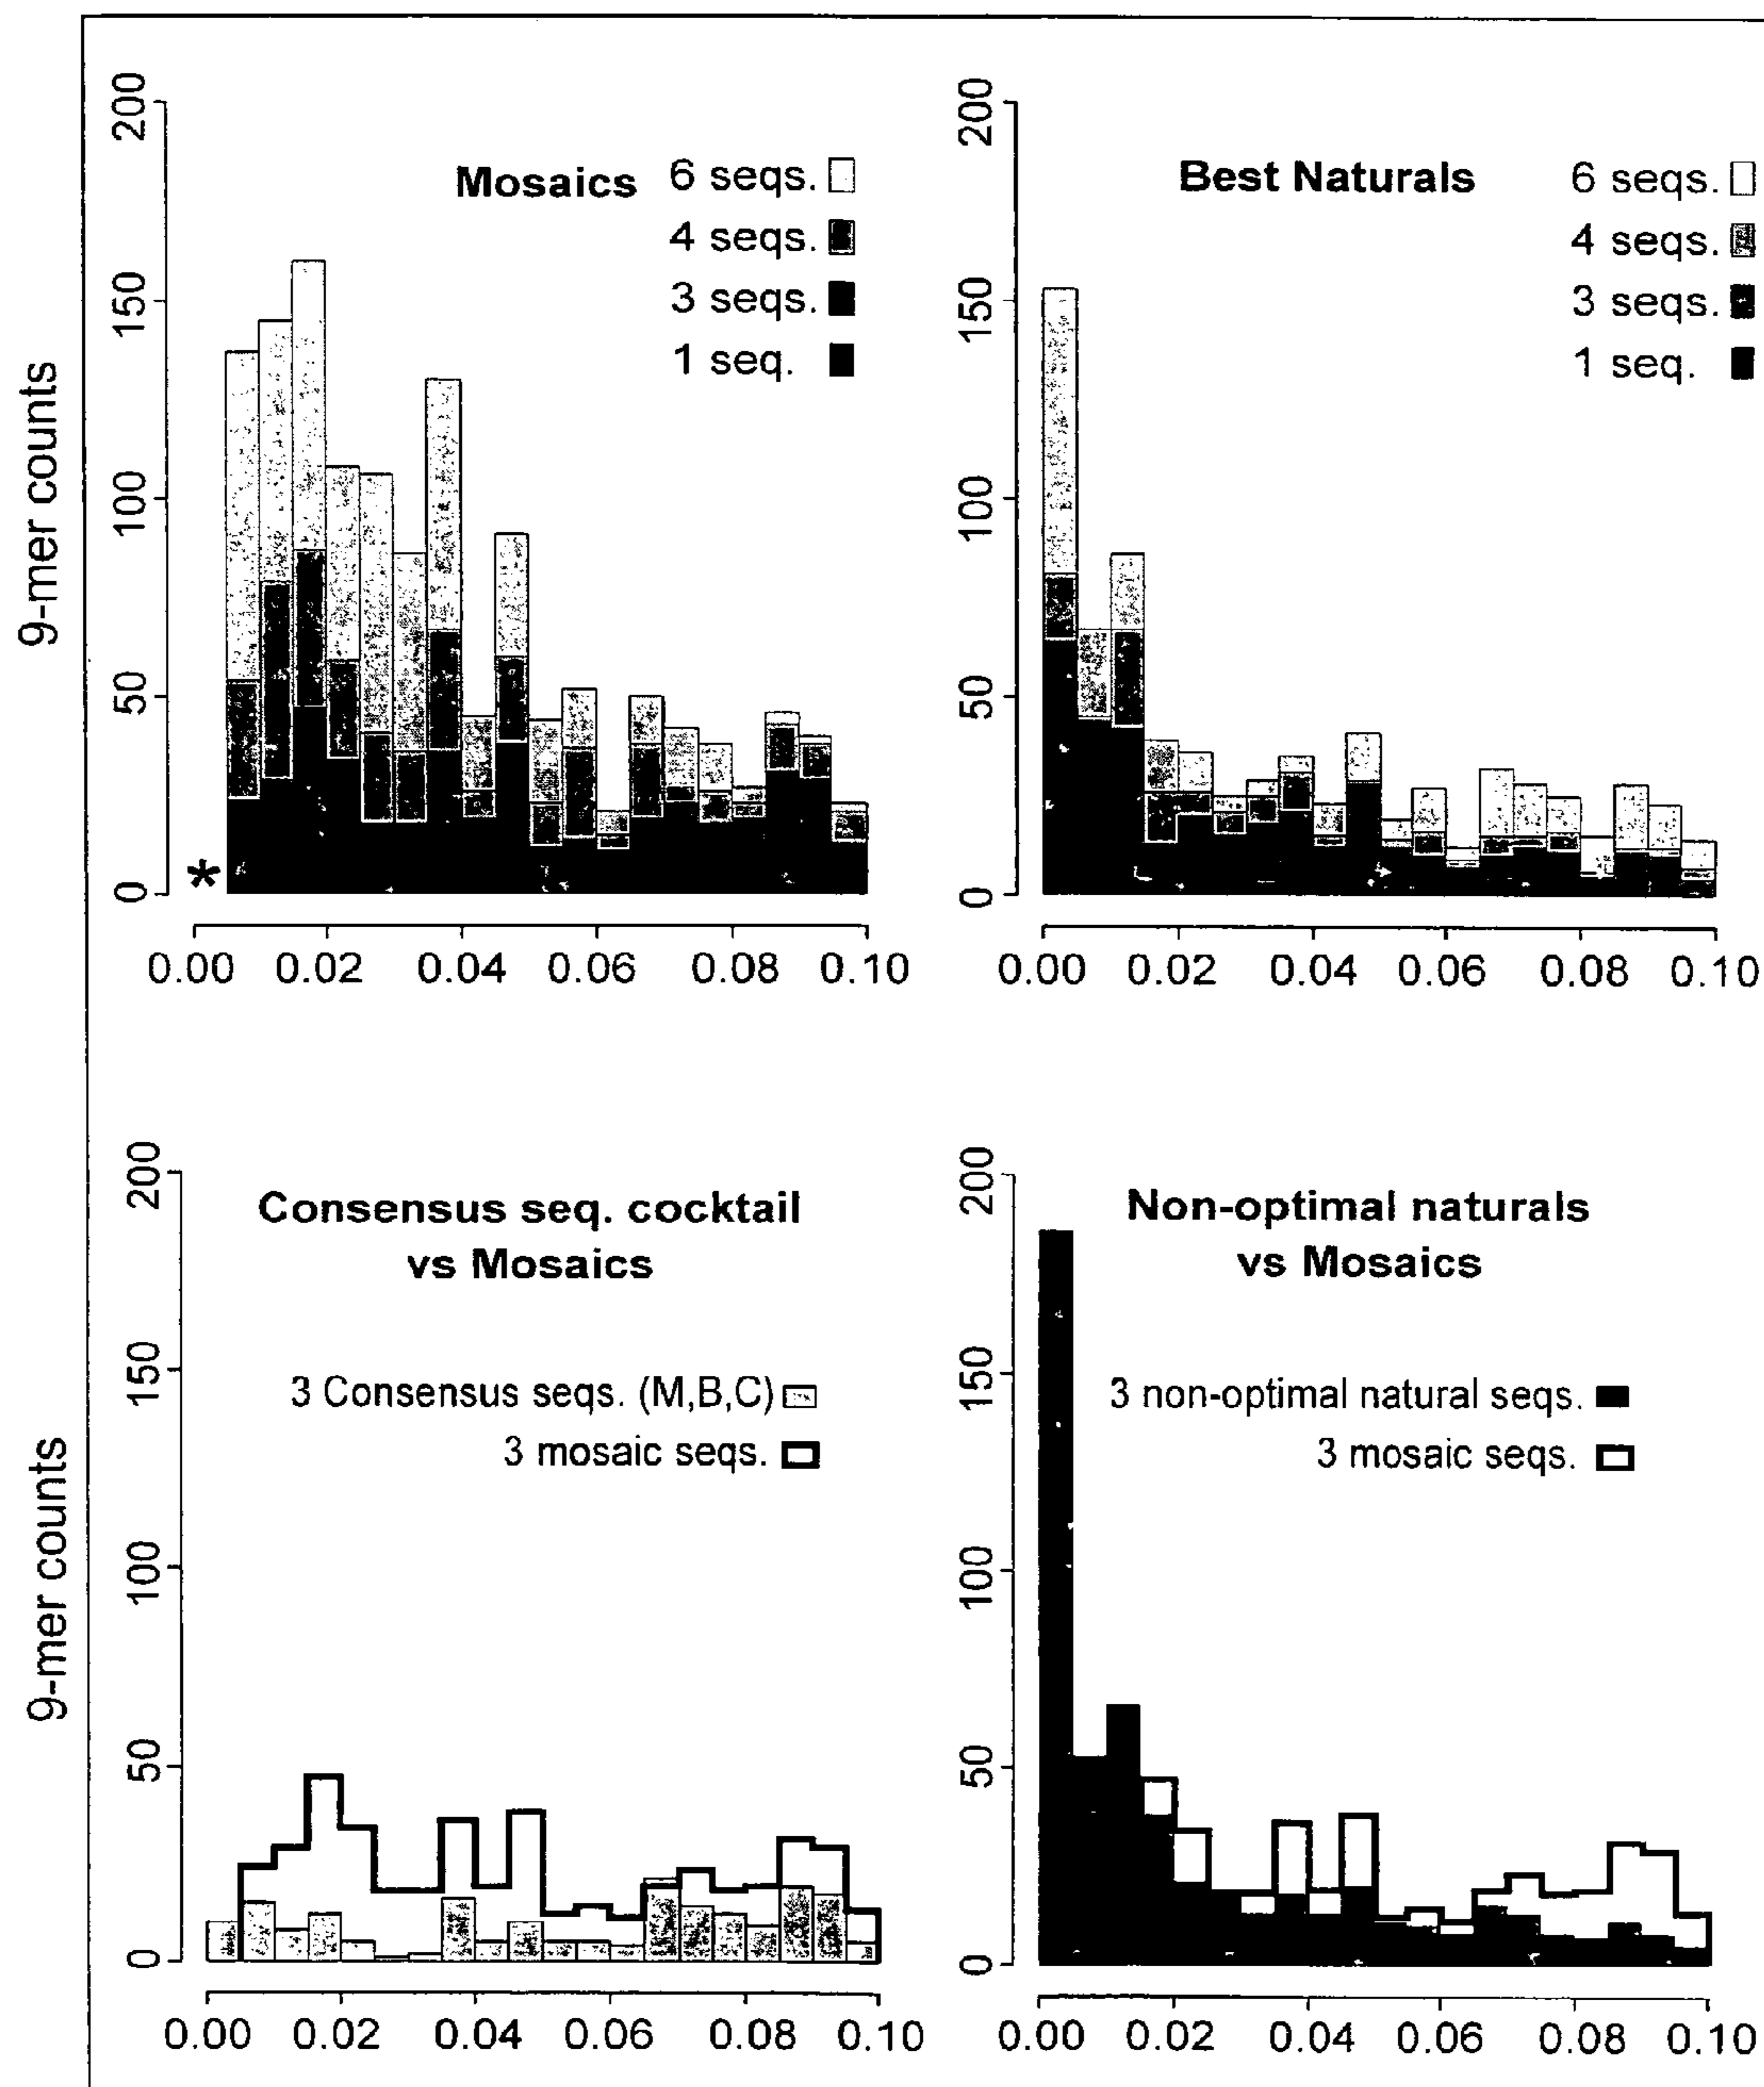 9-mer counts
200
150
100
50
0
Mosaics
6 seqs.
4 seqs.
3 seqs.
1 seq.
*
0.00 0.02 0.04 0.06 0.08 0.10
200
150
100
50
0
Best Naturals
6 seqs.
4 seqs.
3 seqs.
1 seq.
0.00 0.02 0.04 0.06 0.08 0.10
9-mer counts
200
150
100
50
0
Consensus seq. cocktail
vs Mosaics
3 Consensus seqs. (M,B,C)
3 mosaic seqs.
0.00 0.02 0.04 0.06 0.08 0.10
200
150
100
50
0
Non-optimal naturals
vs Mosaics
3 non-optimal natural seqs.
3 mosaic seqs.
0.00 0.02 0.04 0.06 0.08 0.10